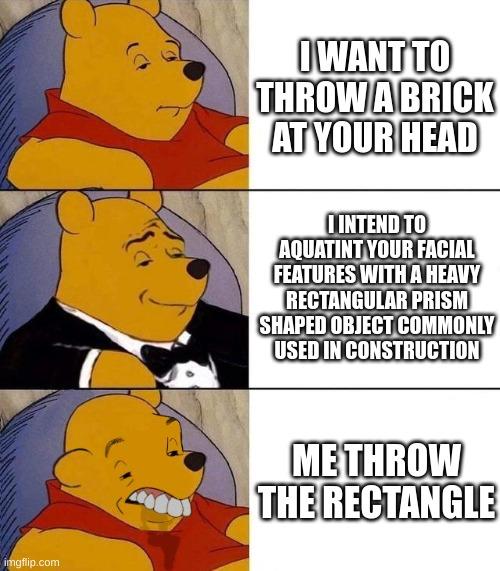 I WANT TO
THROW A BRICK
AT YOUR HEAD
I INTEND TO
AQUATINT YOUR FACIAL
FEATURES WITH A HEAVY
RECTANGULAR PRISM
SHAPED OBJECT COMMONLY
USED IN CONSTRUCTION
ME THROW
THE RECTANGLE
imgflip.com